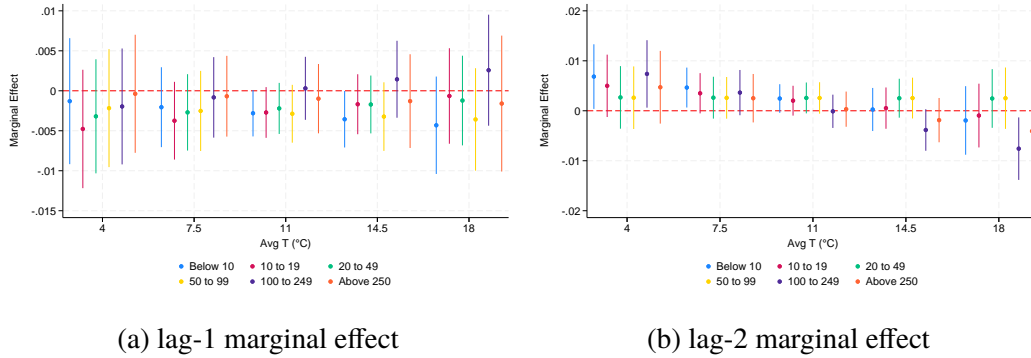 .01
.005
0
-.005
-.01
-.015
Marginal Effect
4
7.5
11
14.5
18
Avg T (°C)
Below 10
10 to 19
20 to 49
50 to 99
100 to 249
Above 250
(a) lag-1 marginal effect
.02
.01
0
-.01
-.02
Marginal Effect
4
7.5
11
14.5
18
Avg T (°C)
Below 10
10 to 19
20 to 49
50 to 99
100 to 249
Above 250
(b) lag-2 marginal effect